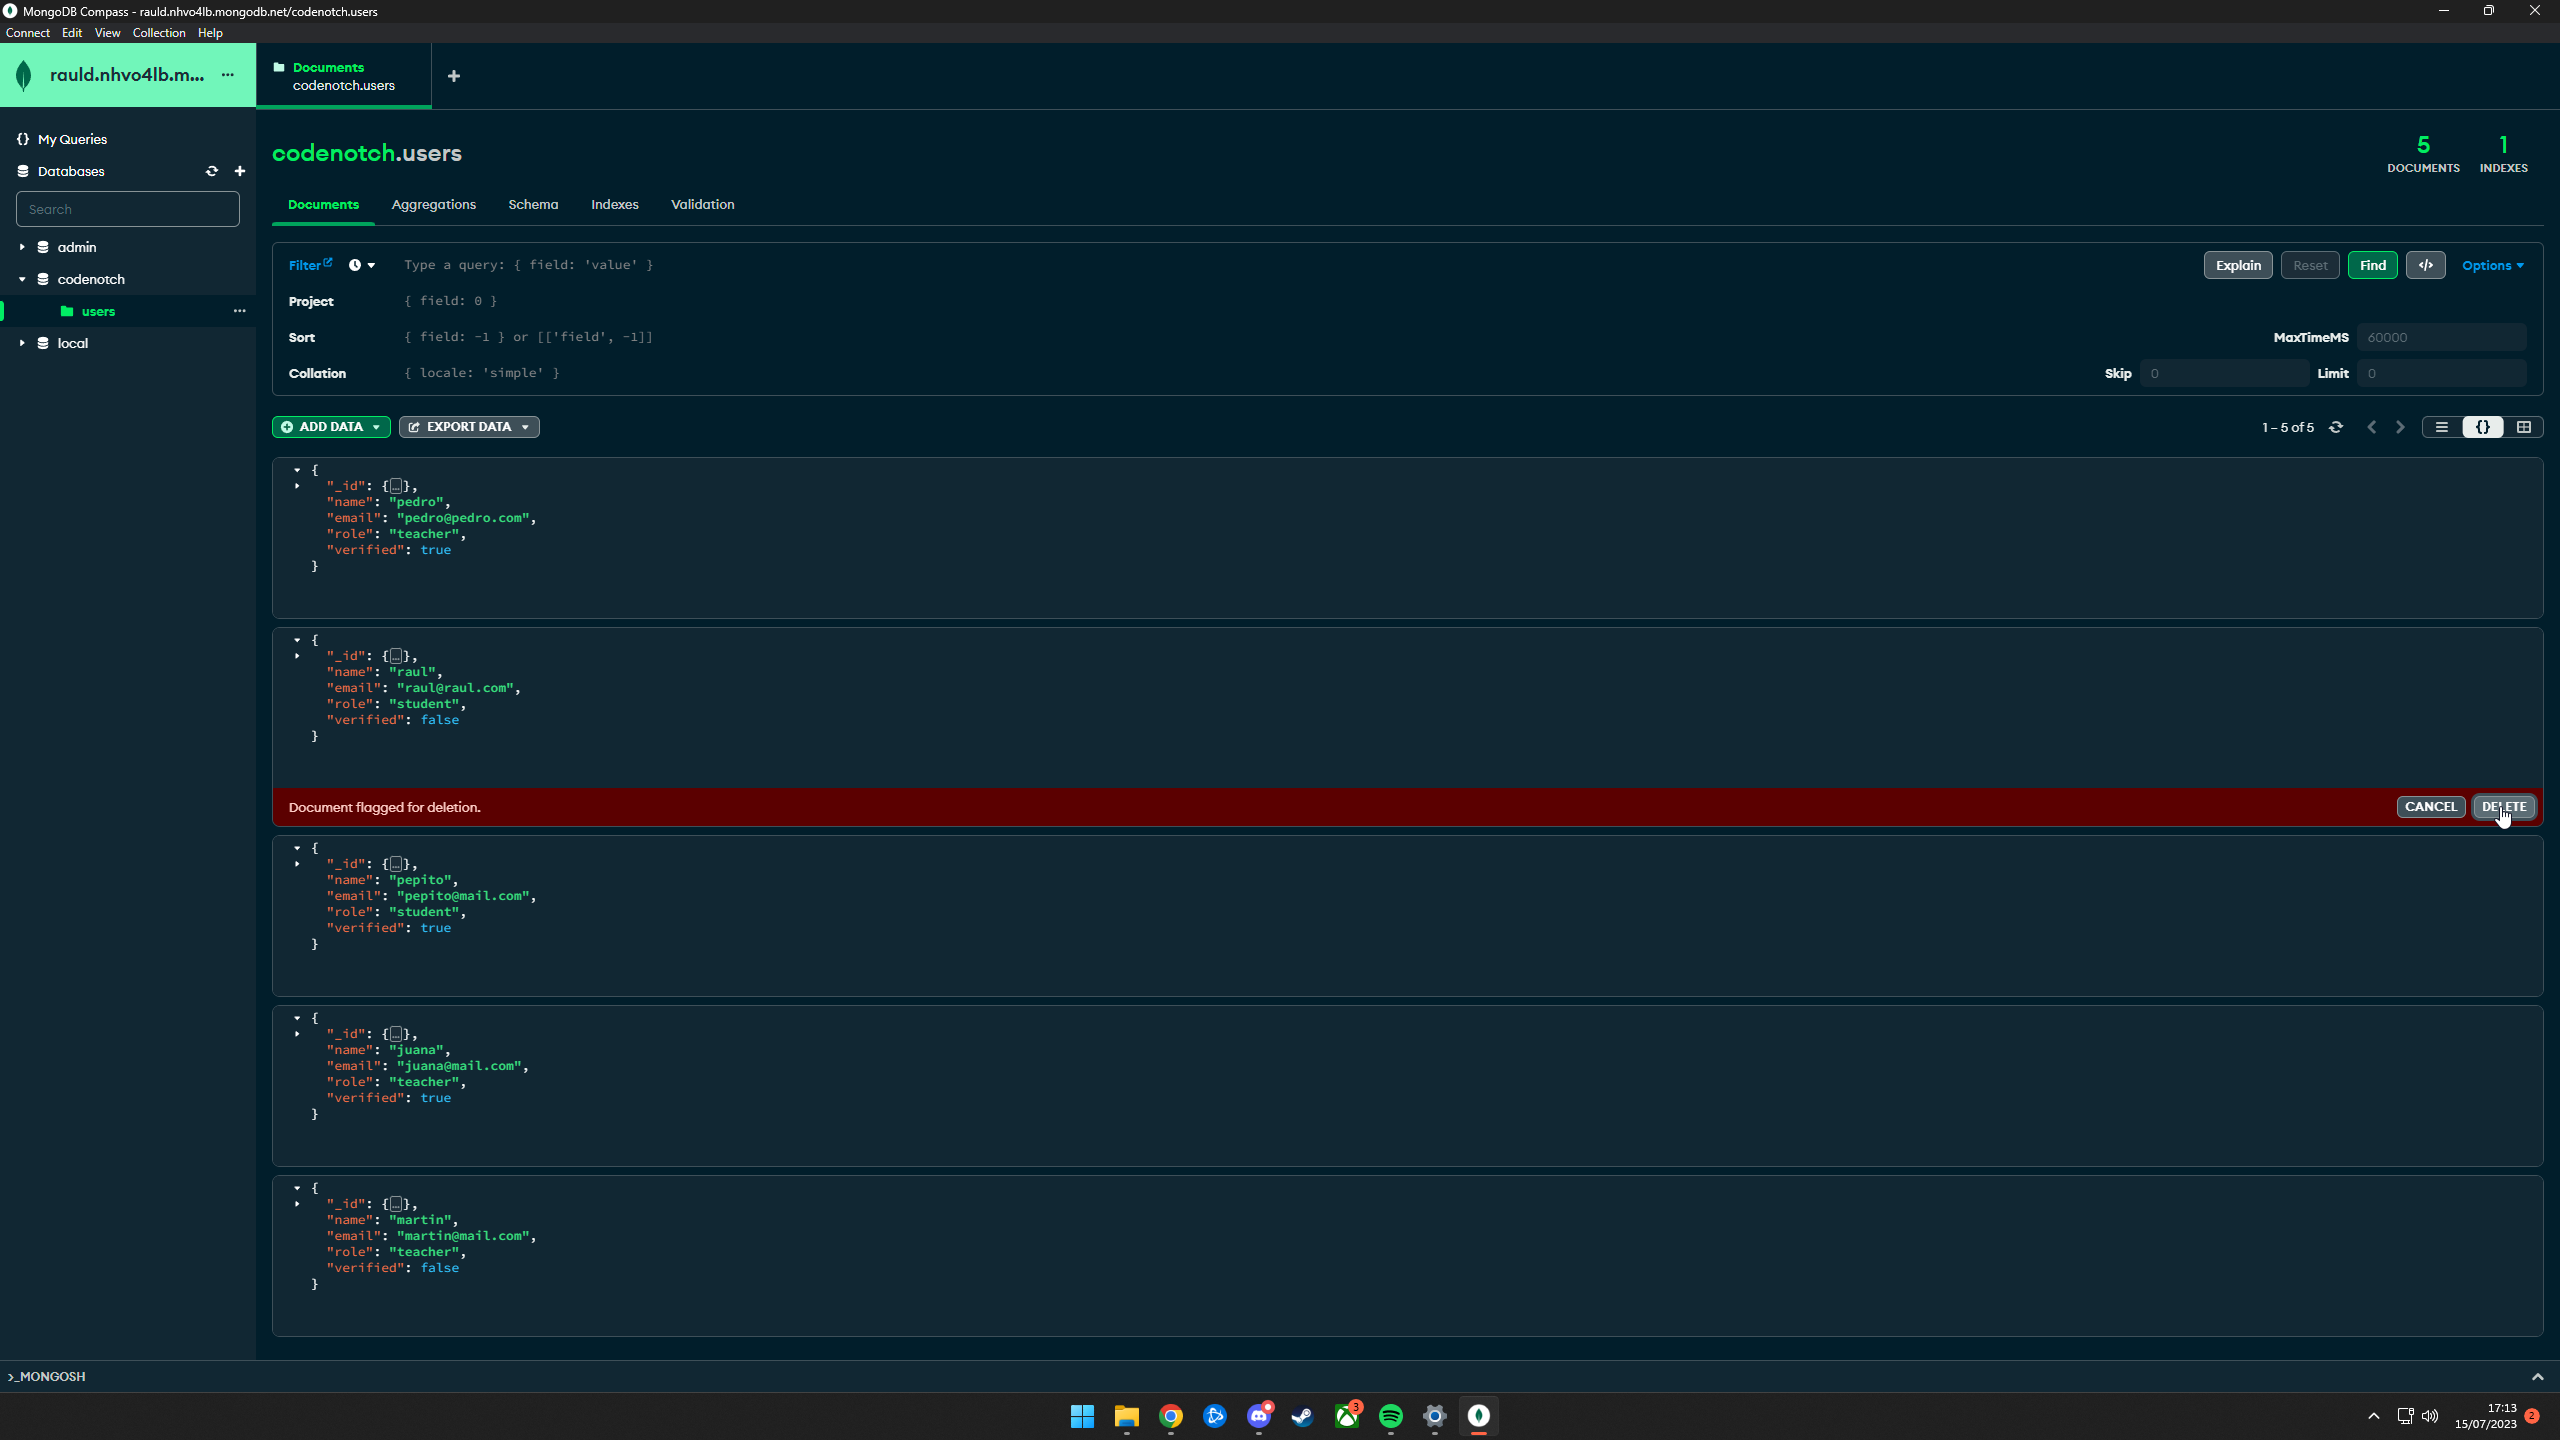 MongoDB Compass - rauld.nhvo4lb.mongodb.net/codenotch.users
Connect Edit View Collection Help
rauld.nhvo4lb.m... ...
Documents
codenotch.users
{} My Queries
Databases
Search
admin
codenotch
users ...
local
codenotch.users
5
DOCUMENTS
1
INDEXES
Documents Aggregations Schema Indexes Validation
Filter Type a query: { field: 'value' } Explain Reset Find </> Options
Project { field: 0 }
Sort { field: -1 } or [['field', -1]] MaxTimeMS 60000
Collation { locale: 'simple' } Skip 0 Limit 0
ADD DATA EXPORT DATA 1 – 5 of 5 {}
{
"_id": {…},
"name": "pedro",
"email": "pedro@pedro.com",
"role": "teacher",
"verified": true
}
{
"_id": {…},
"name": "raul",
"email": "raul@raul.com",
"role": "student",
"verified": false
}
Document flagged for deletion. CANCEL DELETE
{
"_id": {…},
"name": "pepito",
"email": "pepito@mail.com",
"role": "student",
"verified": true
}
{
"_id": {…},
"name": "juana",
"email": "juana@mail.com",
"role": "teacher",
"verified": true
}
{
"_id": {…},
"name": "martin",
"email": "martin@mail.com",
"role": "teacher",
"verified": false
}
>_MONGOSH
3
17:13
15/07/2023
2